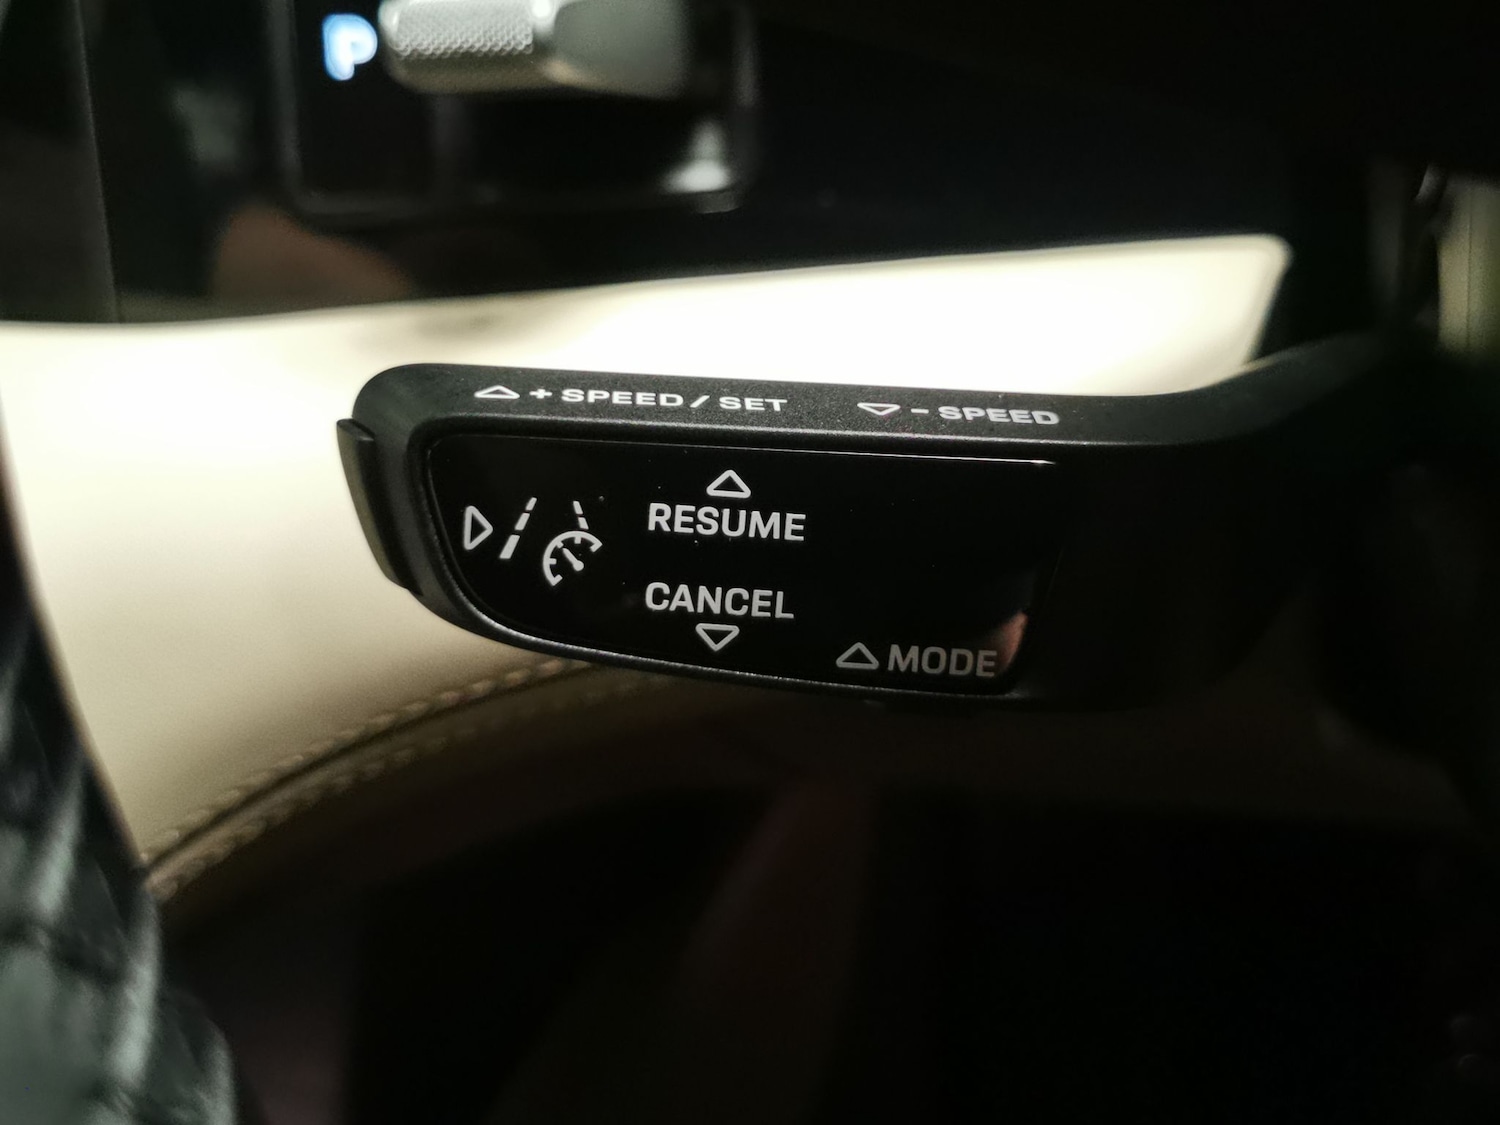 P
+ SPEED / SET
- SPEED
RESUME
CANCEL
MODE